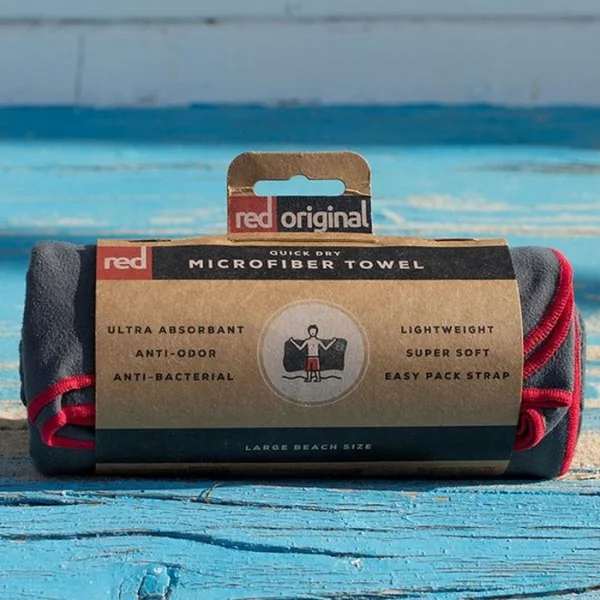 red original
red
QUICK DRY
MICROFIBER TOWEL
ULTRA ABSORBANT
ANTI-ODOR
ANTI-BACTERIAL
LIGHTWEIGHT
SUPER SOFT
EASY PACK STRAP
LARGE BEACH SIZE